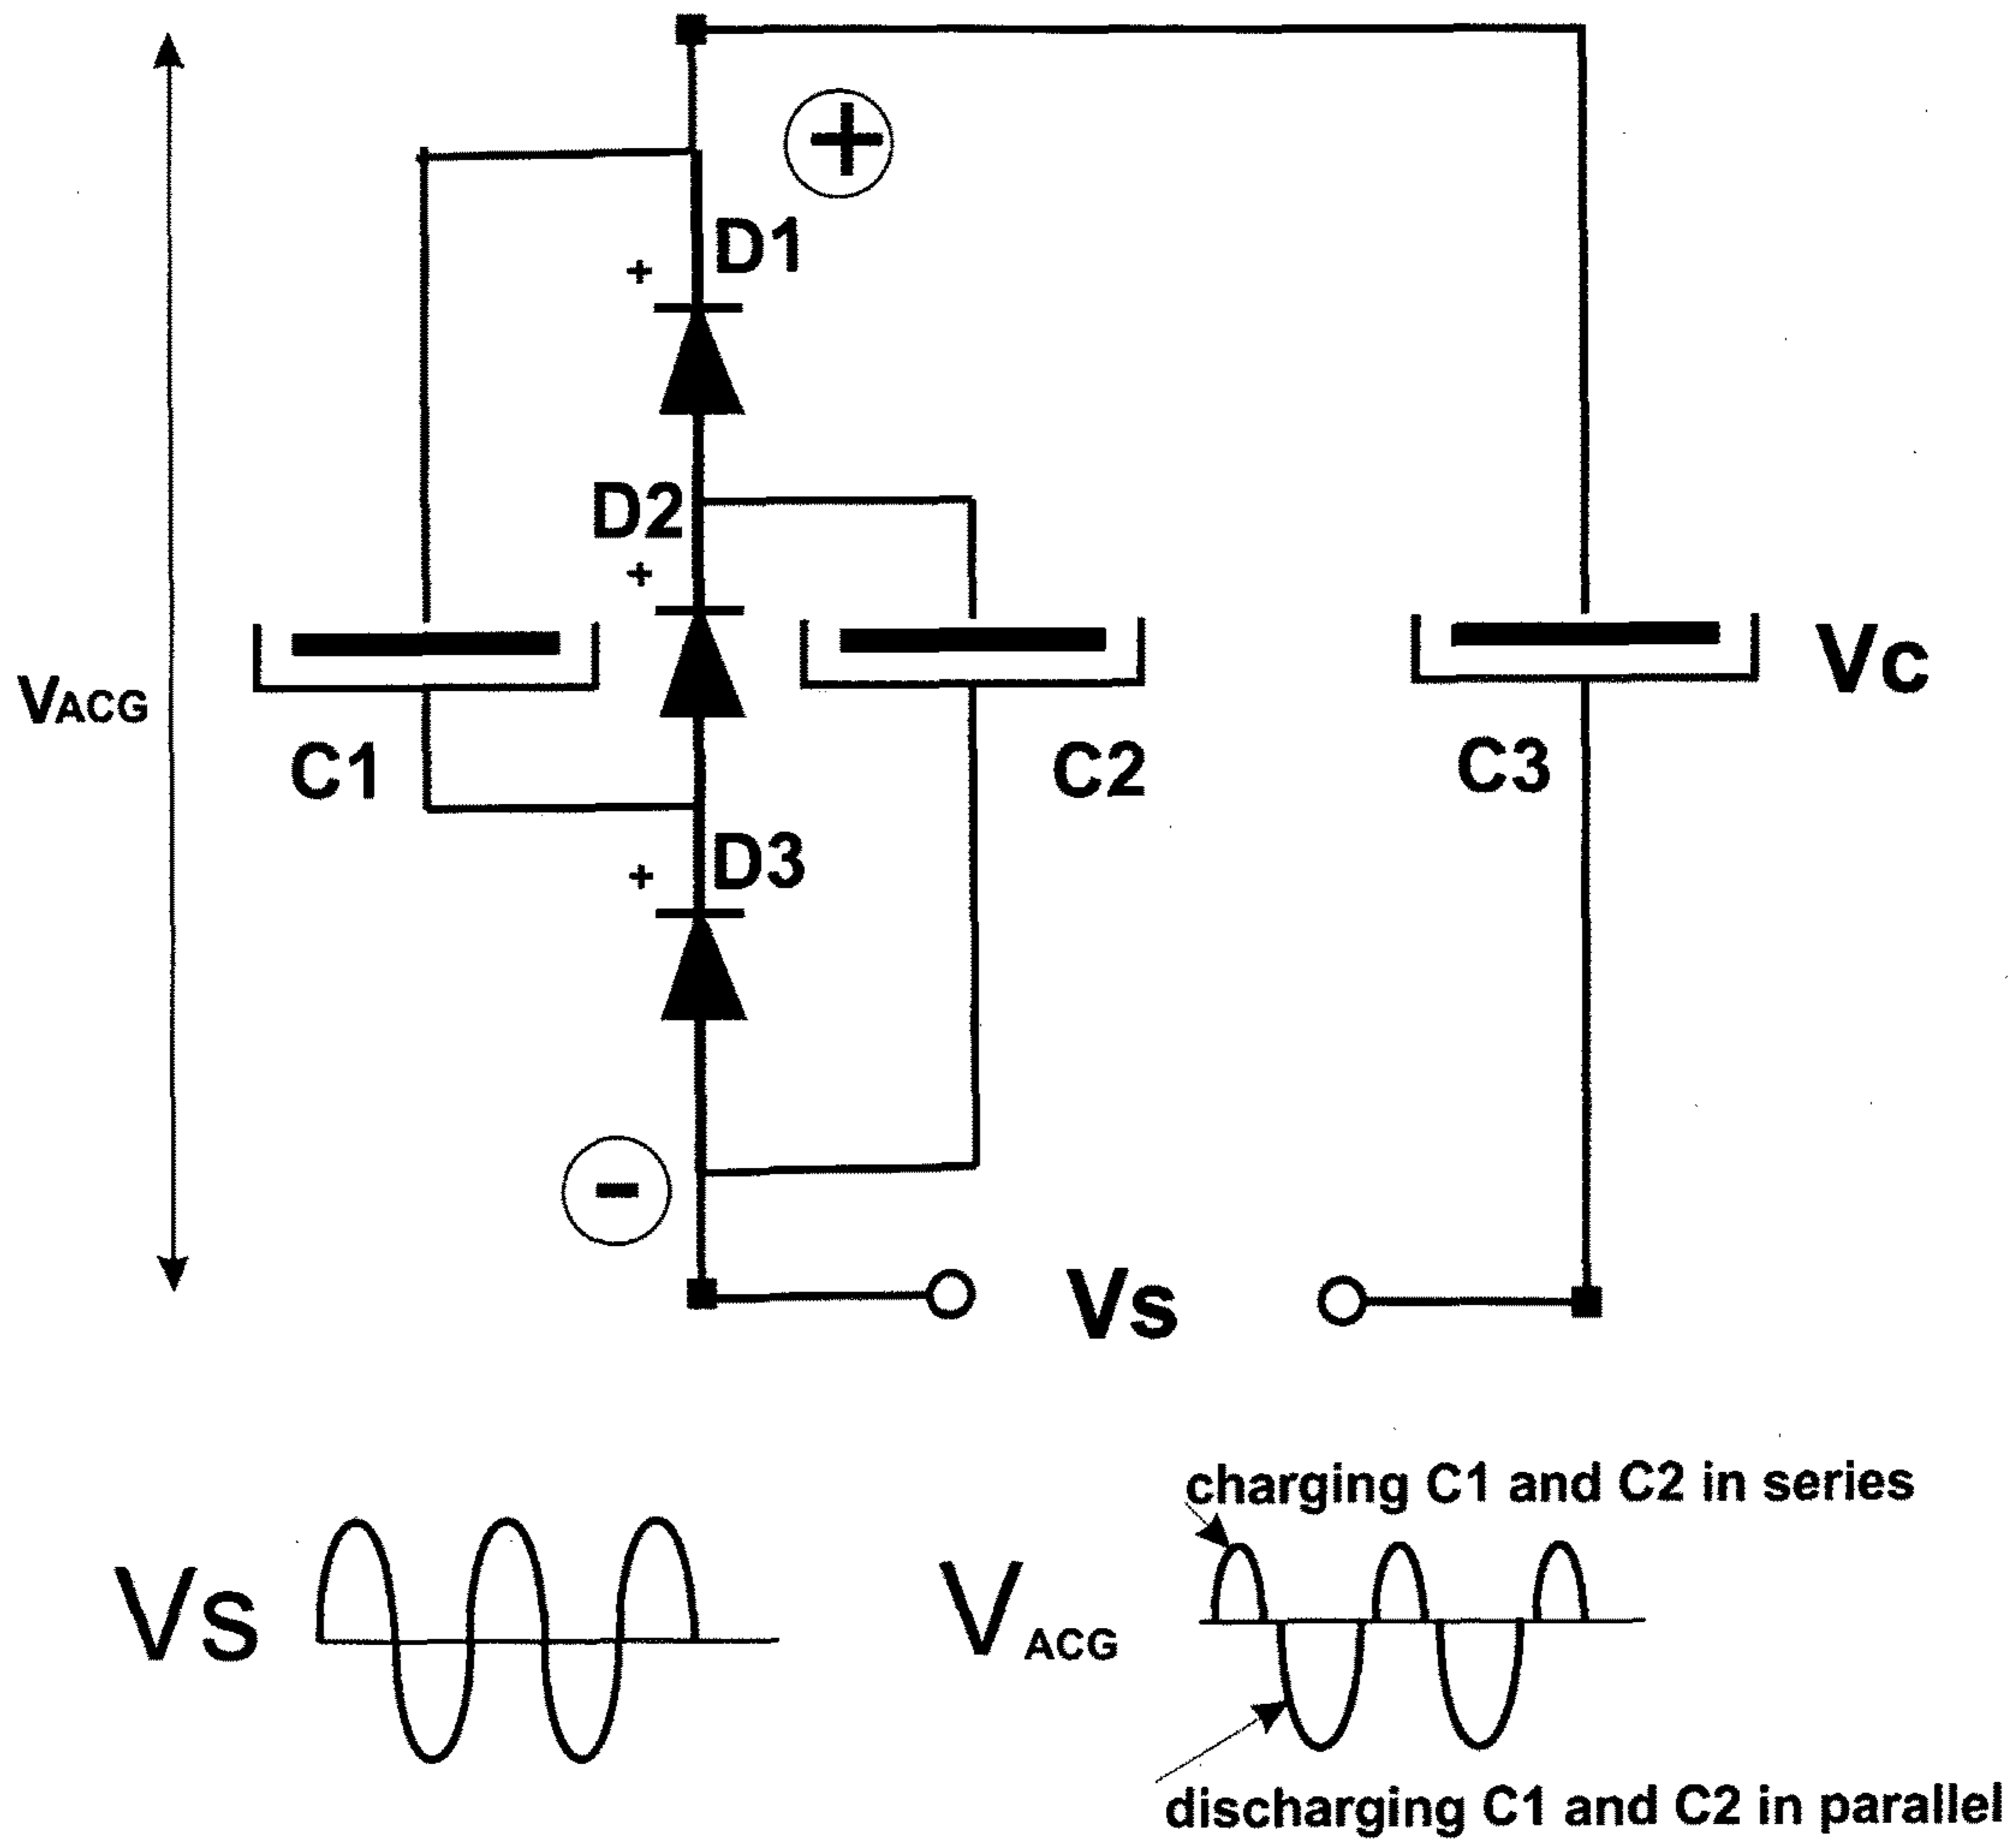 +
D1
+
D2
+
VACG
Vc
C1
C2
C3
D3
+
-
Vs
charging C1 and C2 in series
Vs
VACG
discharging C1 and C2 in parallel